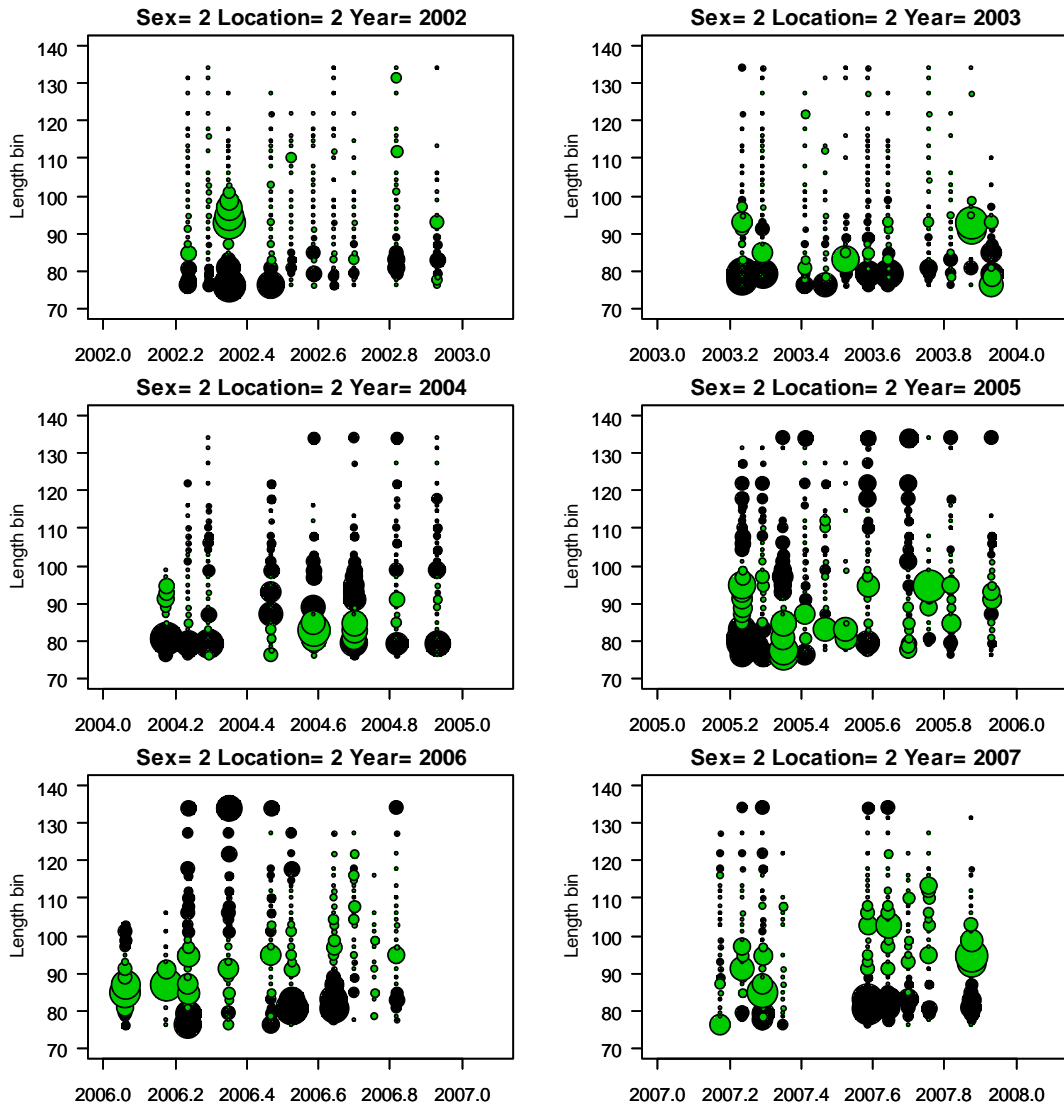 Sex= 2 Location= 2 Year= 2002
140
130
120
110
100
90
80
70
Length bin
2002.0 2002.2 2002.4 2002.6 2002.8 2003.0
Sex= 2 Location= 2 Year= 2003
140
130
120
110
100
90
80
70
Length bin
2003.0 2003.2 2003.4 2003.6 2003.8 2004.0
Sex= 2 Location= 2 Year= 2004
140
130
120
110
100
90
80
70
Length bin
2004.0 2004.2 2004.4 2004.6 2004.8 2005.0
Sex= 2 Location= 2 Year= 2005
140
130
120
110
100
90
80
70
Length bin
2005.0 2005.2 2005.4 2005.6 2005.8 2006.0
Sex= 2 Location= 2 Year= 2006
140
130
120
110
100
90
80
70
Length bin
2006.0 2006.2 2006.4 2006.6 2006.8 2007.0
Sex= 2 Location= 2 Year= 2007
140
130
120
110
100
90
80
70
Length bin
2007.0 2007.2 2007.4 2007.6 2007.8 2008.0